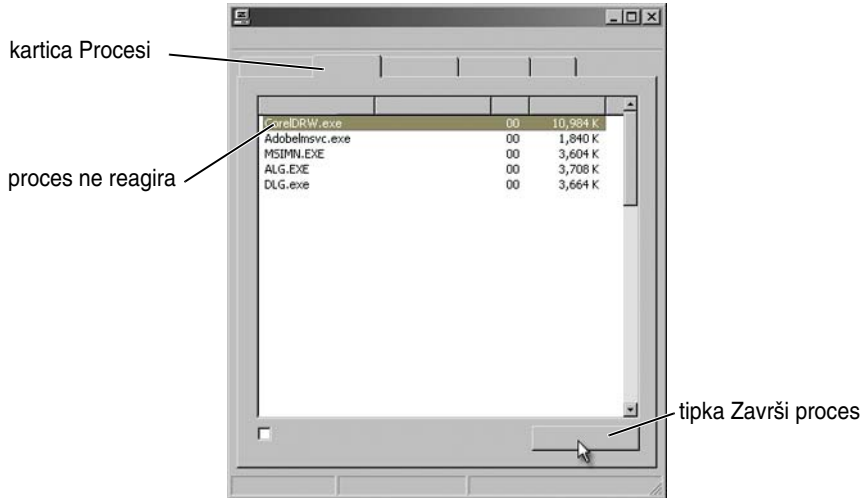 kartica Procesi
CorelDRW.exe 00 10,984 K
Adobelmsvc.exe 00 1,840 K
MSIMN.EXE 00 3,604 K
proces ne reagira
ALG.EXE 00 3,708 K
DLG.exe 00 3,664 K
tipka Završi proces